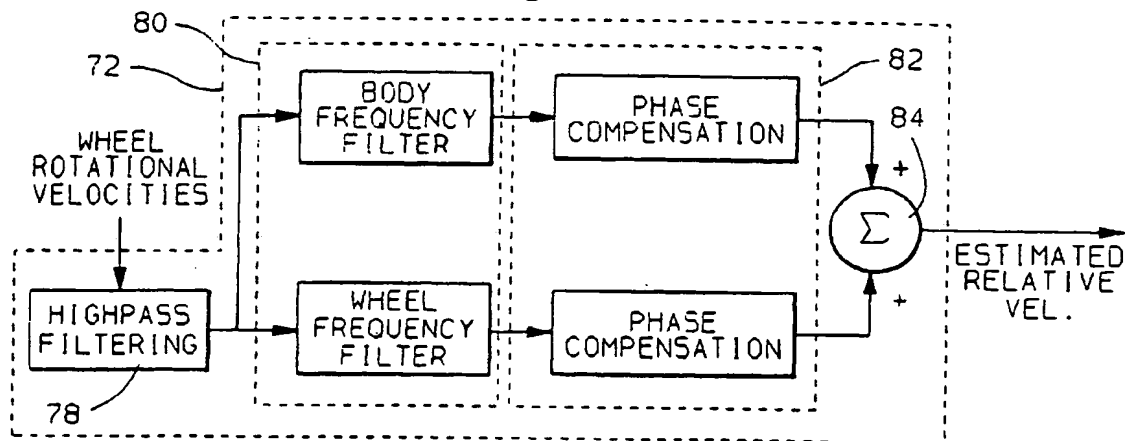 80
72
82
84
BODY
FREQUENCY
FILTER
PHASE
COMPENSATION
WHEEL
ROTATIONAL
VELOCITIES
+
Σ
ESTIMATED
RELATIVE
VEL.
HIGHPASS
FILTERING
WHEEL
FREQUENCY
FILTER
PHASE
COMPENSATION
+
78